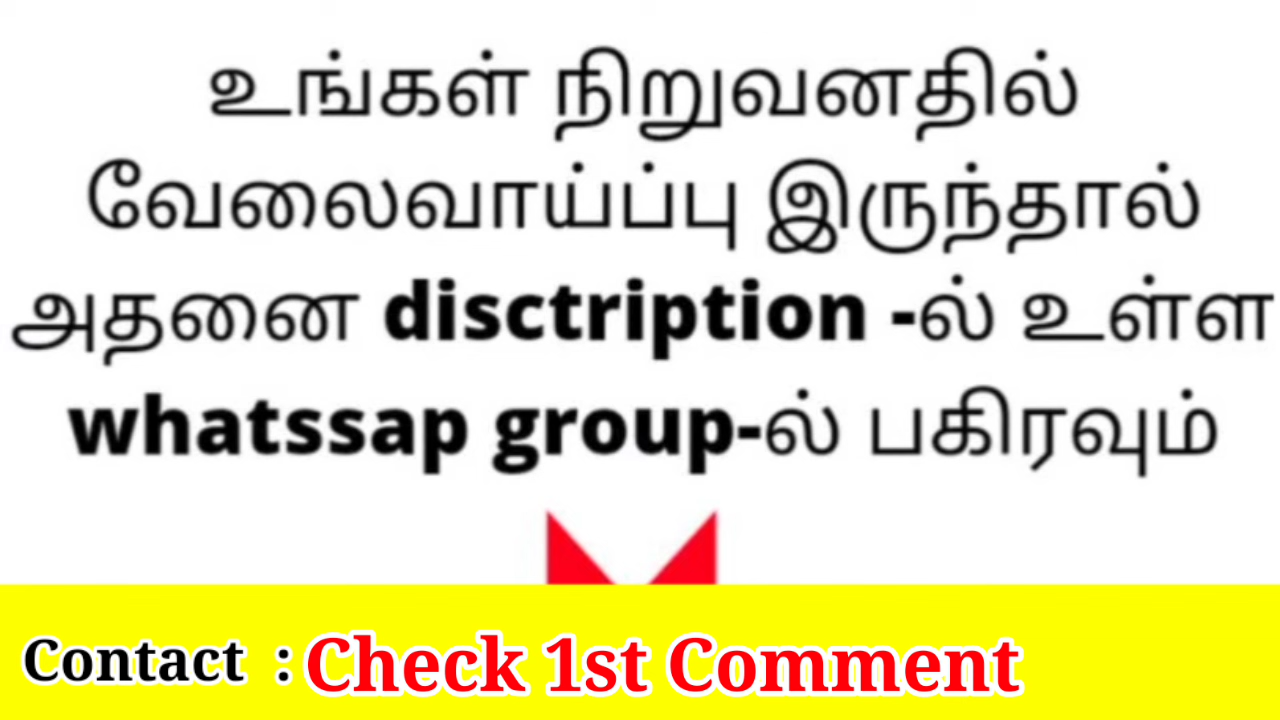 உங்கள் நிறுவனதில்
வேலைவாய்ப்பு இருந்தால்
அதனை disctription -ல் உள்ள
whatssap group-ல் பகிரவும்
Contact : Check 1st Comment